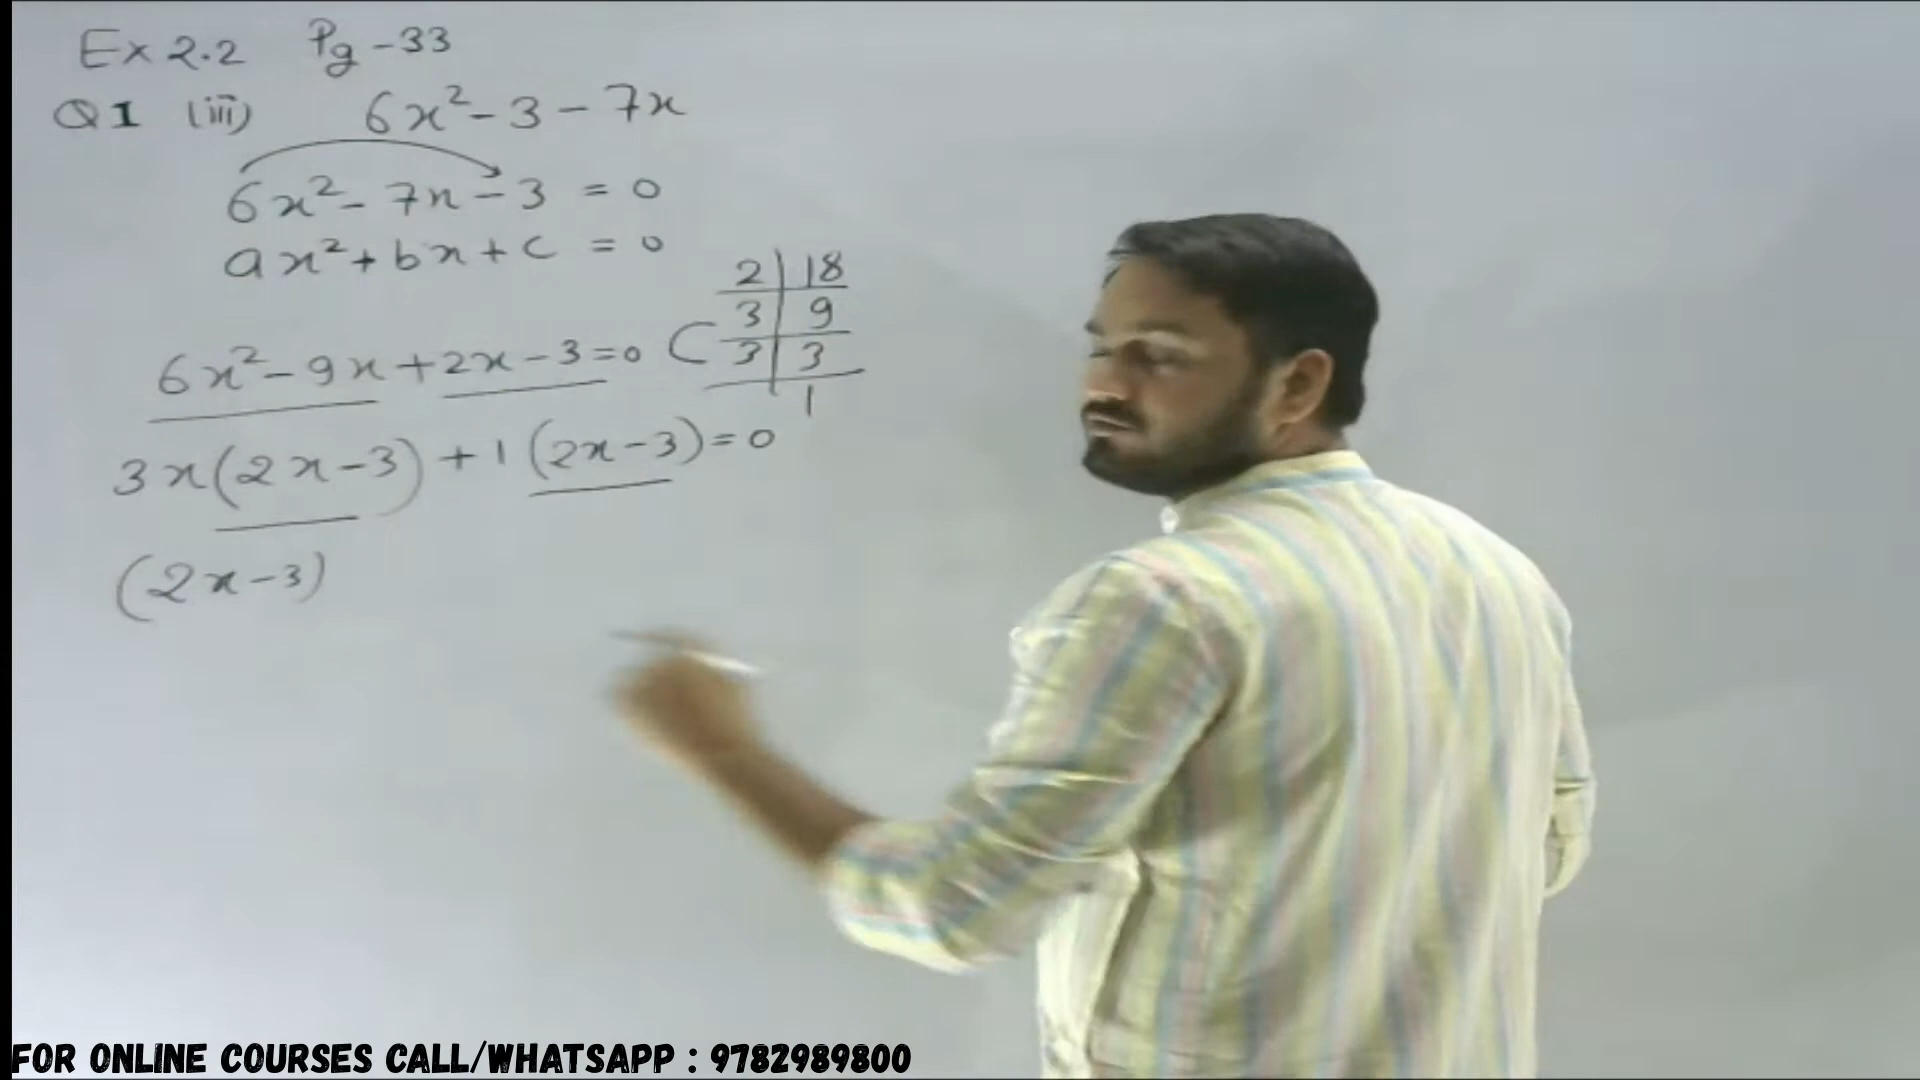 Ex 2.2 Pg - 33
Q1 (iii) 6x² - 3 - 7x
6x² - 7x - 3 = 0
ax² + bx + c = 0
2 | 18
3 | 9
3 | 3
1
6x² - 9x + 2x - 3 = 0
3x(2x - 3) + 1(2x - 3) = 0
(2x - 3)
FOR ONLINE COURSES CALL/WHATSAPP : 9782989800